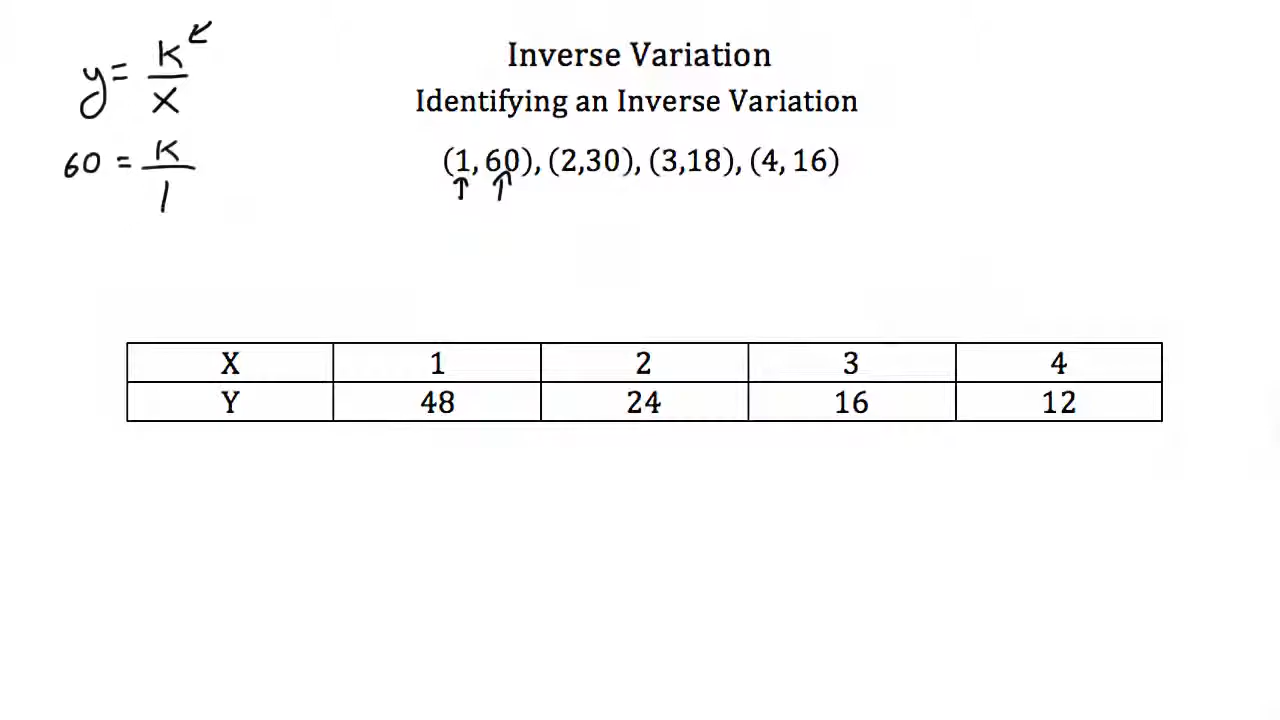 Inverse Variation
Identifying an Inverse Variation
(1, 60), (2,30), (3,18), (4, 16)
y = K
X
60 = K
1
X 1 2 3 4
Y 48 24 16 12